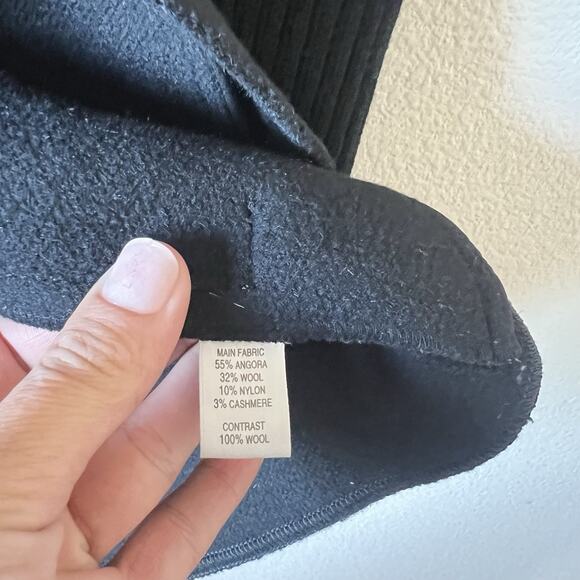 MAIN FABRIC
55% ANGORA
32% WOOL
10% NYLON
3% CASHMERE
CONTRAST
100% WOOL